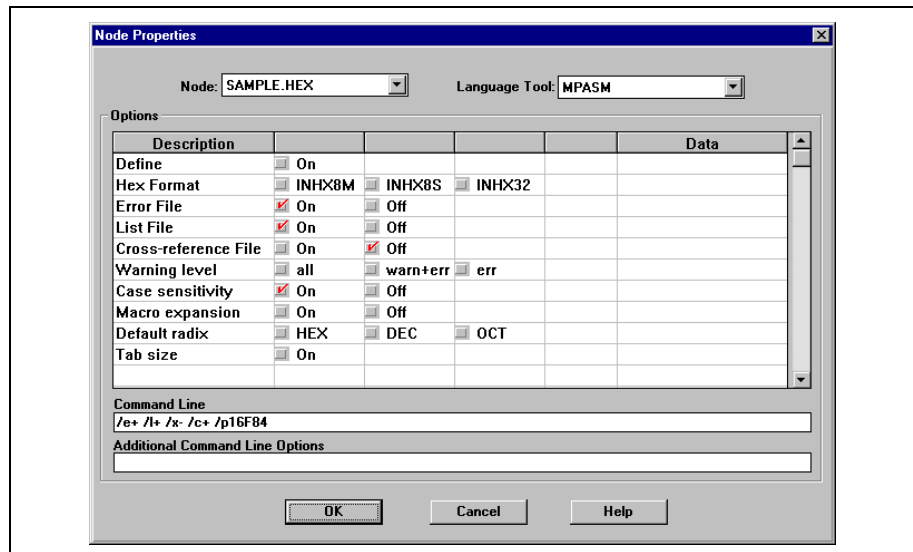 Node Properties
Node: SAMPLE.HEX Language Tool: MPASM
Options
Description Data
Define On
Hex Format INHX8M INHX8S INHX32
Error File On Off
List File On Off
Cross-reference File On Off
Warning level all warn+err err
Case sensitivity On Off
Macro expansion On Off
Default radix HEX DEC OCT
Tab size On
Command Line
/e+ /l+ /x- /c+ /p16F84
Additional Command Line Options
OK Cancel Help